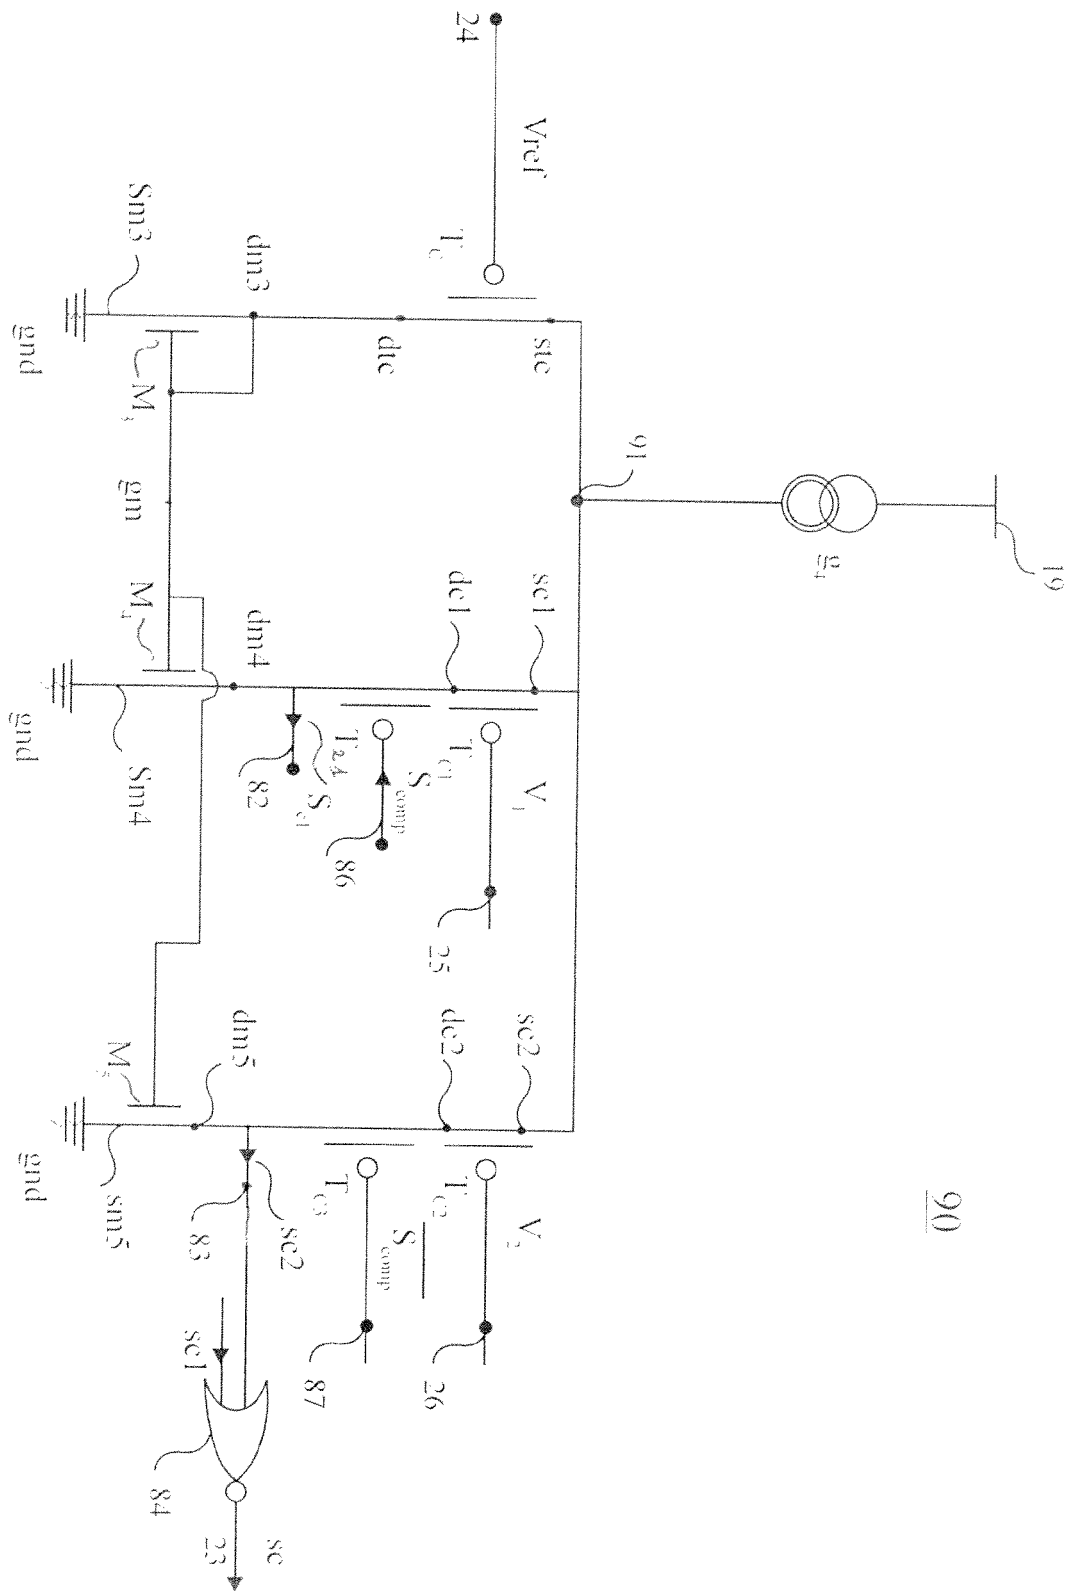 90
19
g4
91
24
Vref
Tc
stc
dtc
dm3
Sm3
gnd
M3
gm
M4
sc1
dc1
V1
Tc1
25
Scomp
86
Sc1
82
dm4
Sm4
gnd
sc2
dc2
V2
Tc2
26
Scomp
Tc3
87
sc2
83
dm5
M5
sm5
gnd
sc1
84
sc
23